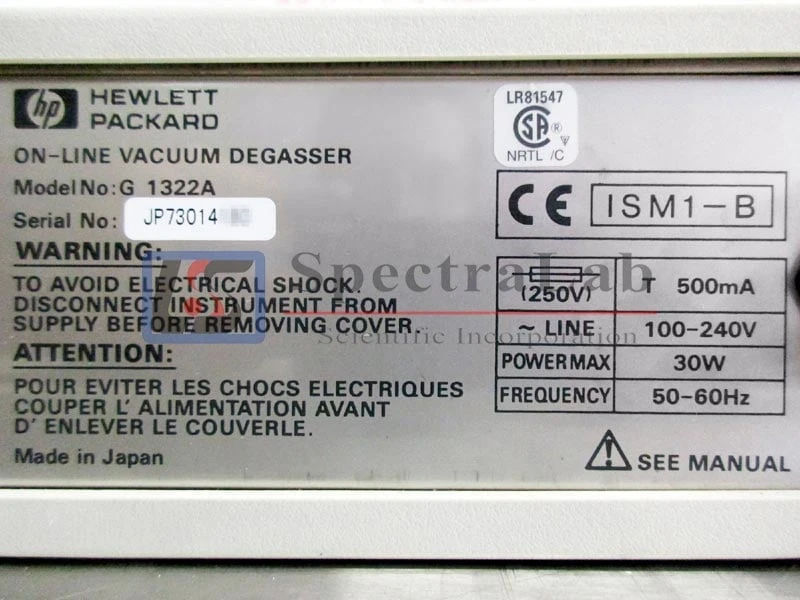 hp HEWLETT
PACKARD
ON-LINE VACUUM DEGASSER
Model No: G 1322A
Serial No: JP73014
WARNING:
TO AVOID ELECTRICAL SHOCK.
DISCONNECT INSTRUMENT FROM
SUPPLY BEFORE REMOVING COVER.
ATTENTION:
POUR EVITER LES CHOCS ELECTRIQUES
COUPER L' ALIMENTATION AVANT
D' ENLEVER LE COUVERLE.
Made in Japan
LR81547
SA ®
NRTL /C
CE ISM1-B
(250V) T 500mA
~ LINE 100-240V
POWER MAX 30W
FREQUENCY 50-60Hz
SEE MANUAL
SpectraLab
Scientific Incorporation